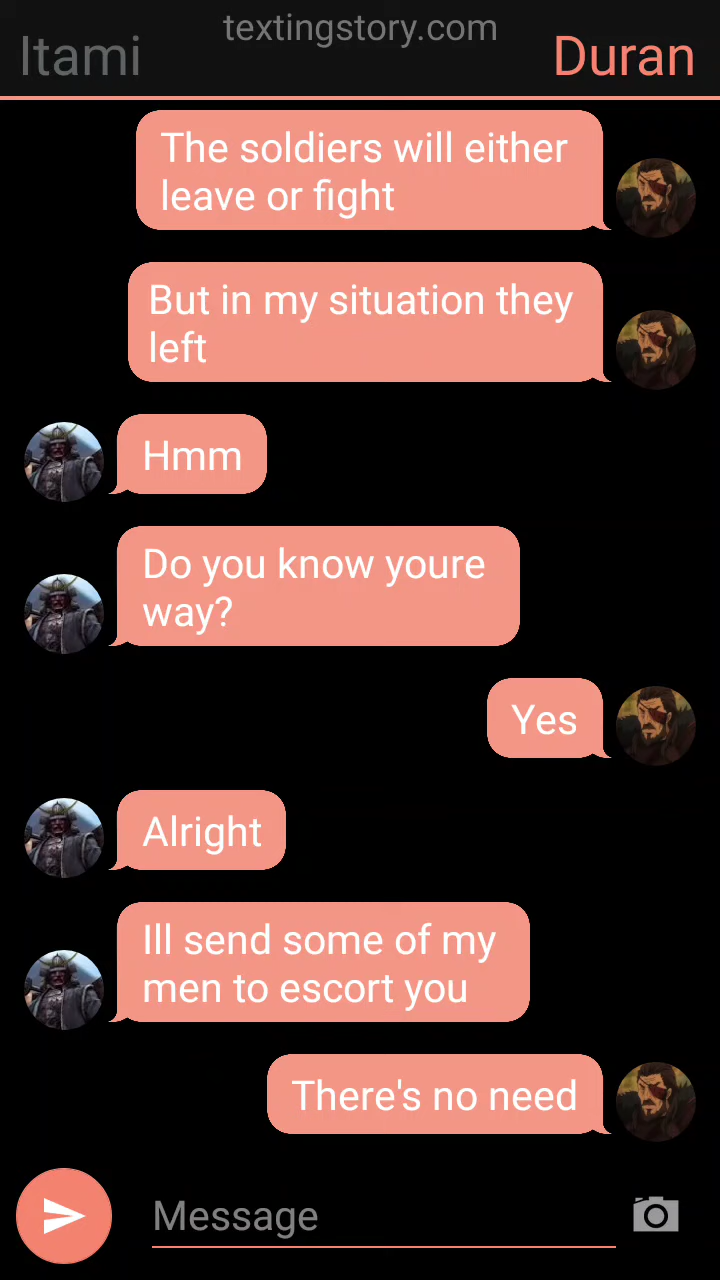 textingstory.com
Itami
Duran
The soldiers will either
leave or fight
But in my situation they
left
Hmm
Do you know youre
way?
Yes
Alright
Ill send some of my
men to escort you
There's no need
Message